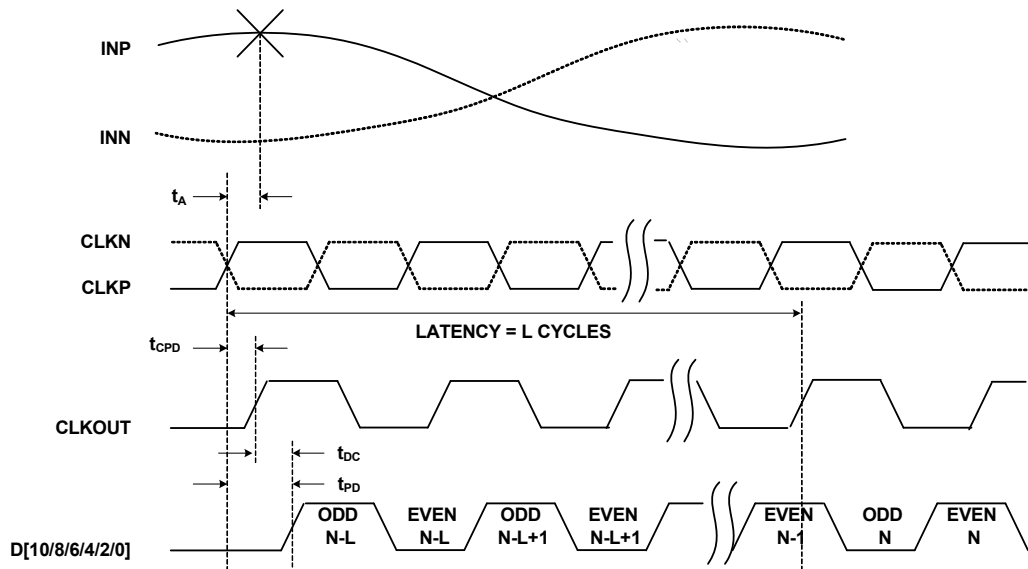 INP
INN
tA
CLKN
CLKP
LATENCY = L CYCLES
tCPD
CLKOUT
tDC
tPD
ODD
N-L
EVEN
N-L
ODD
N-L+1
EVEN
N-L+1
EVEN
N-1
ODD
N
EVEN
N
D[10/8/6/4/2/0]